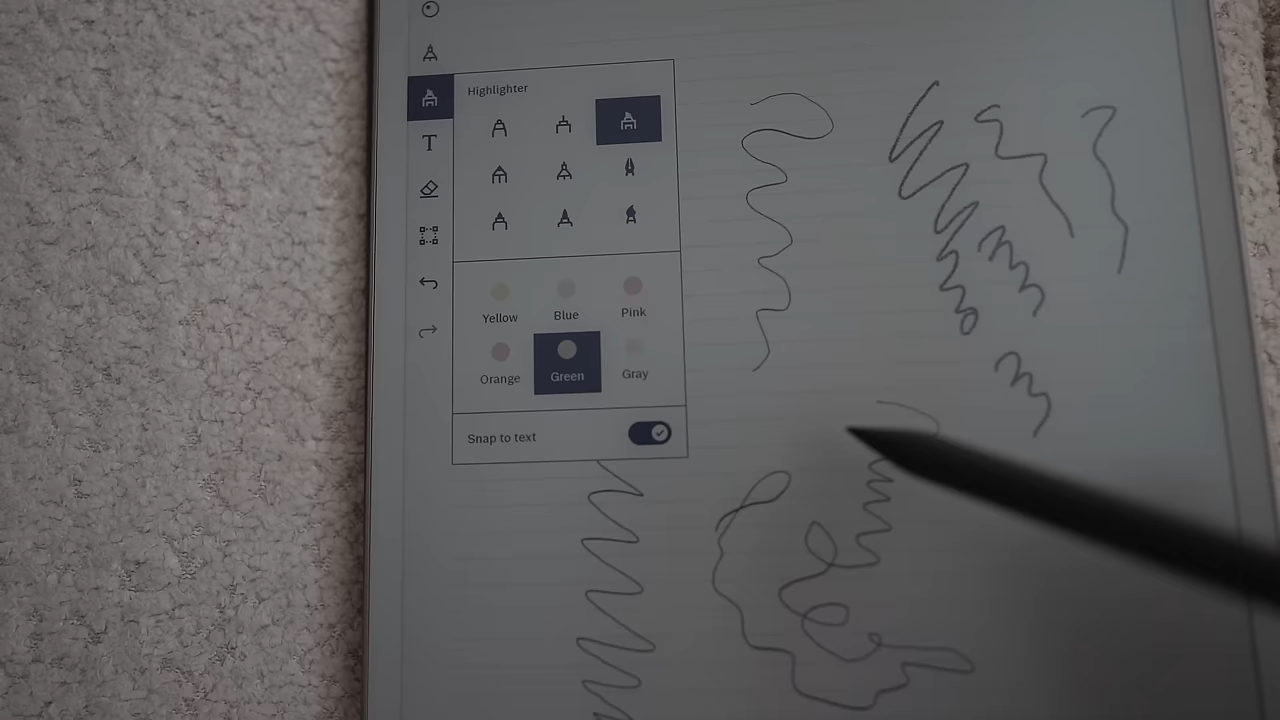 Highlighter
T
Yellow Blue Pink
Orange Green Gray
Snap to text